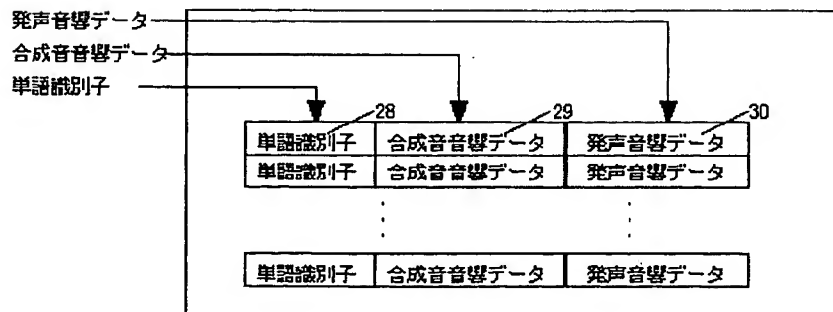 発声音響データ
合成音音響データ
単語識別子
28 29 30
単語識別子 合成音音響データ 発声音響データ
単語識別子 合成音音響データ 発声音響データ
単語識別子 合成音音響データ 発声音響データ